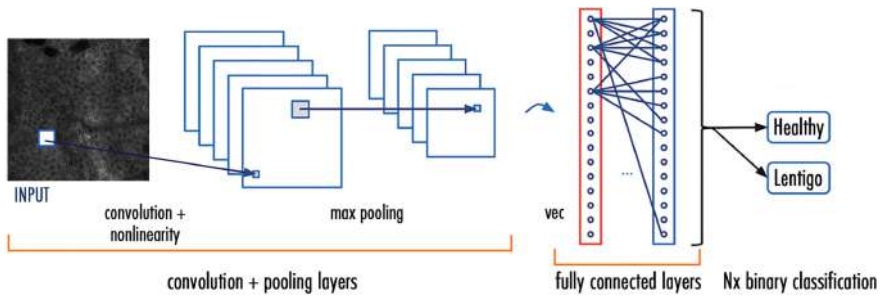 INPUT
convolution +
nonlinearity
max pooling
vec
...
Healthy
Lentigo
convolution + pooling layers
fully connected layers
Nx binary classification